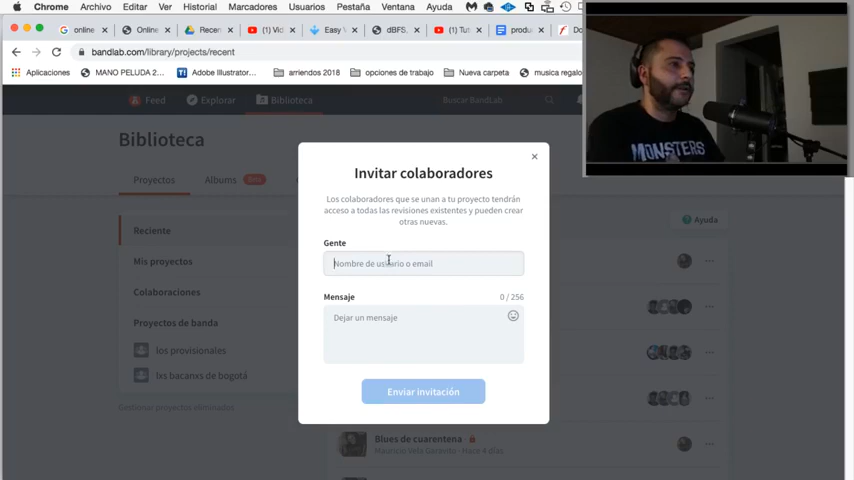 Chrome Archivo Editar Ver Historial Marcadores Usuarios Pestaña Ventana Ayuda
online
Online
Recen
(1) Vid
Easy V
dBFS,
(1) Tut
produ
Do
bandlab.com/library/projects/recent
Aplicaciones MANO PELUDA 2... Adobe Illustrator... arriendos 2018 opciones de trabajo Nueva carpeta musica regalo
Feed Explorar Biblioteca Buscar BandLab
MONSTERS
Biblioteca
Proyectos Albums
Ayuda
Reciente
Mis proyectos
Colaboraciones
Proyectos de banda
los provisionales
lxs bacanxs de bogotá
Gestionar proyectos eliminados
Invitar colaboradores
Los colaboradores que se unan a tu proyecto tendrán
acceso a todas las revisiones existentes y pueden crear
otras nuevas.
Gente
Nombre de usuario o email
Mensaje 0 / 256
Dejar un mensaje
Enviar invitación
Blues de cuarentena
Hace 4 días